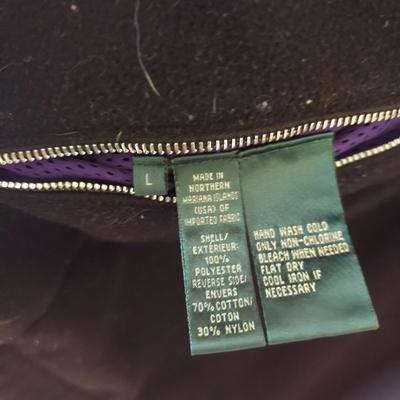 L
MADE IN
NORTHERN
MARIANA ISLANDS
(USA) OF
IMPORTED FABRIC
SHELL/
EXTÉRIEUR:
100%
POLYESTER
REVERSE SIDE/
ENVERS
70% COTTON/
COTON
30% NYLON
HAND WASH COLD
ONLY NON-CHLORINE
BLEACH WHEN NEEDED
FLAT DRY
COOL IRON IF
NECESSARY